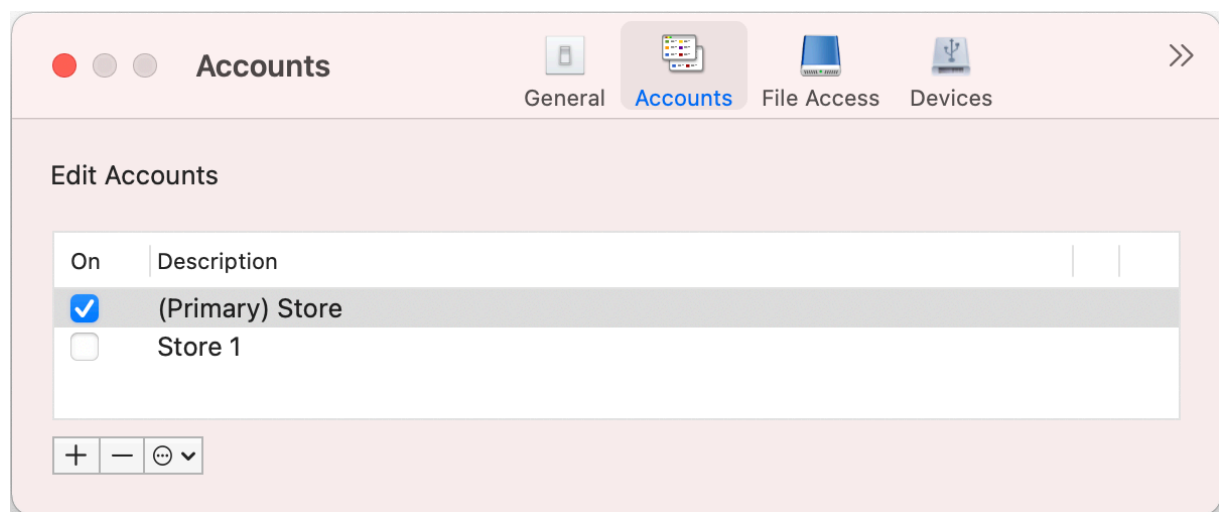 Accounts
General Accounts File Access Devices
Edit Accounts
On Description
(Primary) Store
Store 1